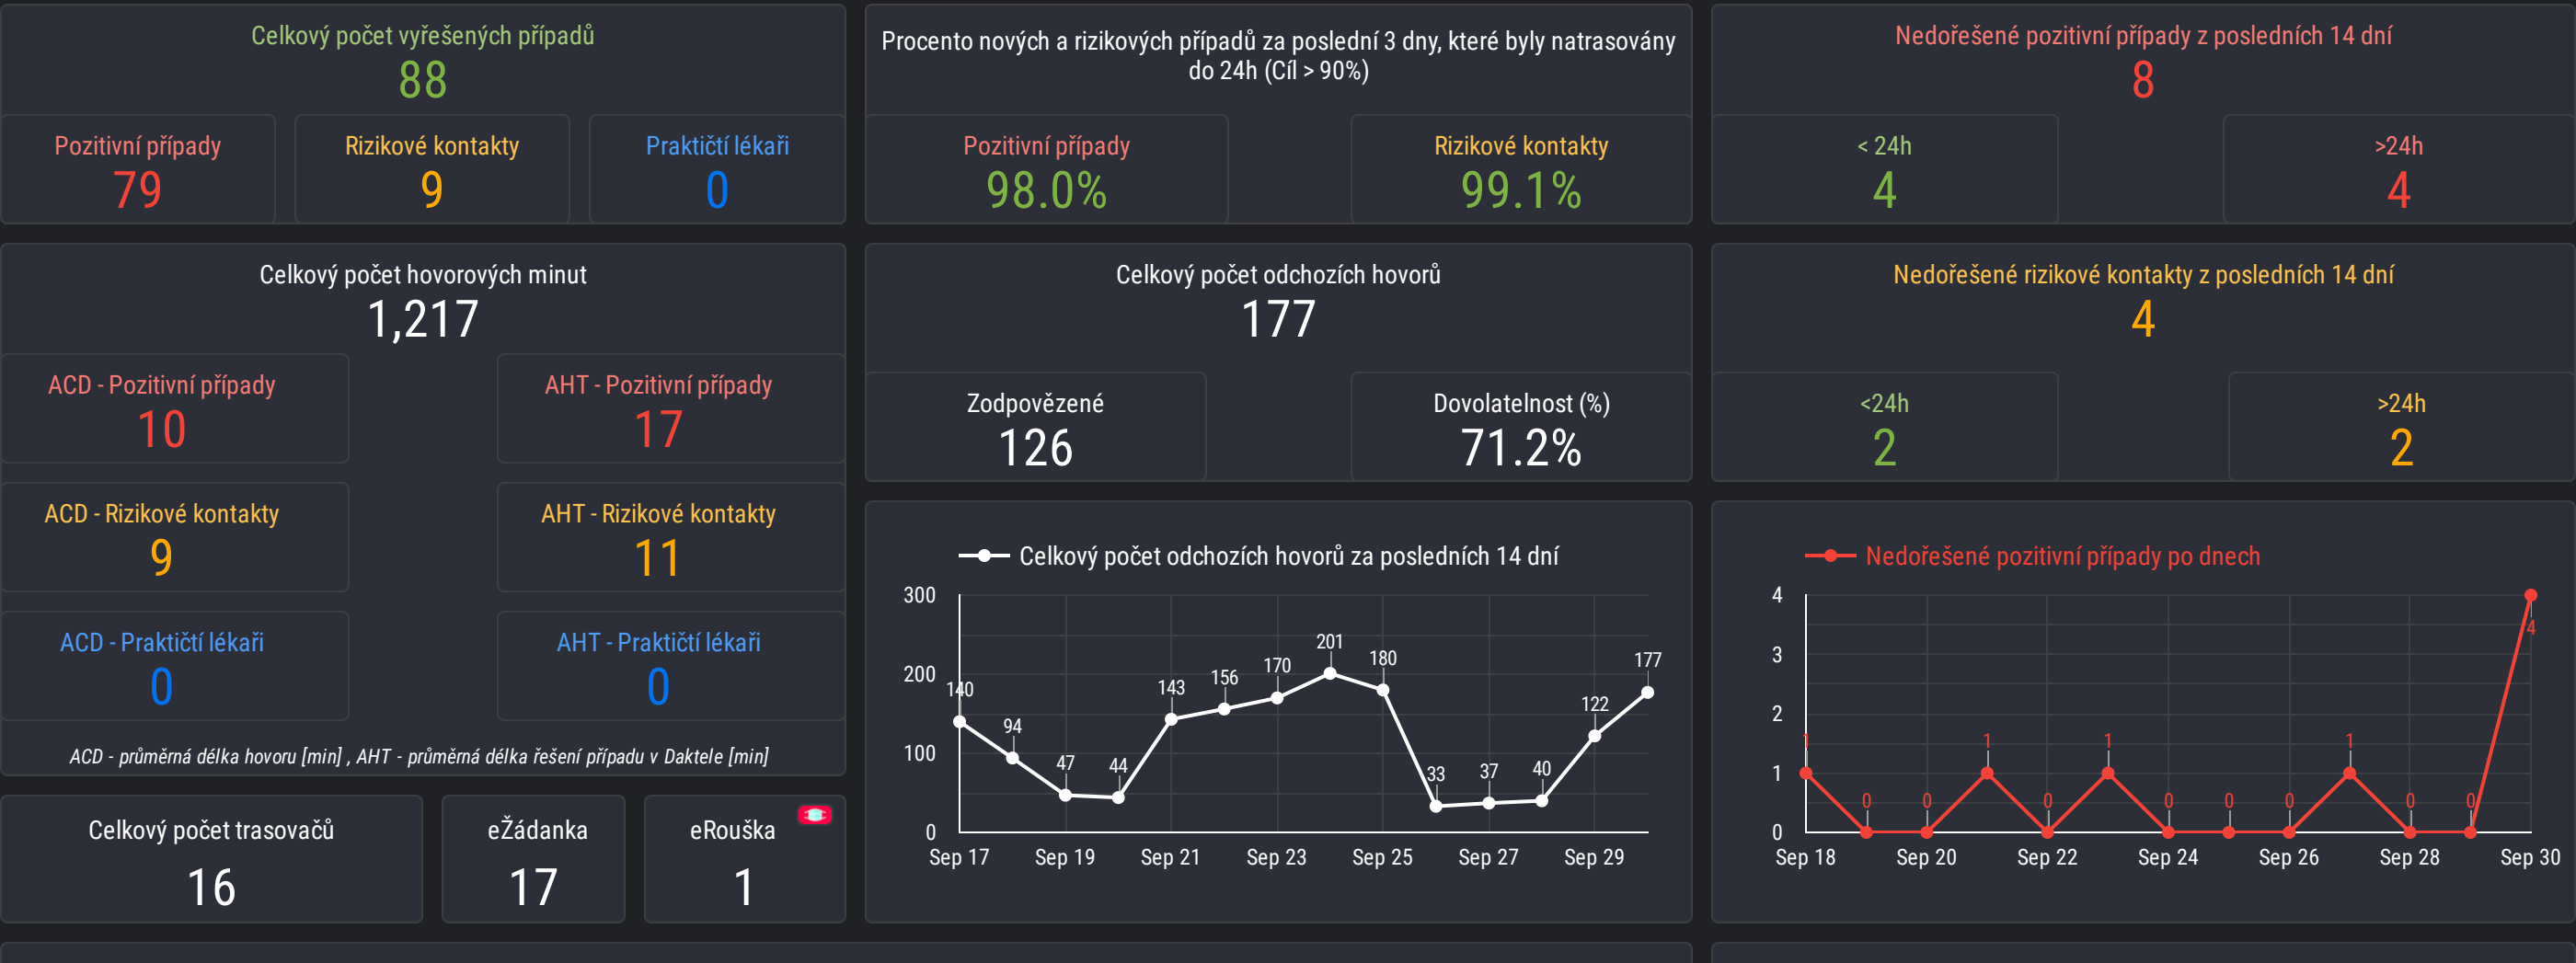 Celkový počet vyřešených případů
88
Pozitivní případy
79
Rizikové kontakty
9
Praktičtí lékaři
0
Procento nových a rizikových případů za poslední 3 dny, které byly natrasovány
do 24h (Cíl > 90%)
Pozitivní případy
98.0%
Rizikové kontakty
99.1%
Nedořešené pozitivní případy z posledních 14 dní
8
< 24h
4
>24h
4
Celkový počet hovorových minut
1,217
ACD - Pozitivní případy
10
AHT - Pozitivní případy
17
ACD - Rizikové kontakty
9
AHT - Rizikové kontakty
11
ACD - Praktičtí lékaři
0
AHT - Praktičtí lékaři
0
ACD - průměrná délka hovoru [min] , AHT - průměrná délka řešení případu v Daktele [min]
Celkový počet odchozích hovorů
177
Zodpovězené
126
Dovolatelnost (%)
71.2%
Nedořešené rizikové kontakty z posledních 14 dní
4
<24h
2
>24h
2
Celkový počet trasovačů
16
eŽádanka
17
eRouška
1
Celkový počet odchozích hovorů za posledních 14 dní
300
200
100
0
140
94
47
44
143
156
170
201
180
33
37
40
122
177
Sep 17 Sep 19 Sep 21 Sep 23 Sep 25 Sep 27 Sep 29
Nedořešené pozitivní případy po dnech
4
3
2
1
0
1
0
0
1
0
1
0
0
0
1
0
0
4
Sep 18 Sep 20 Sep 22 Sep 24 Sep 26 Sep 28 Sep 30